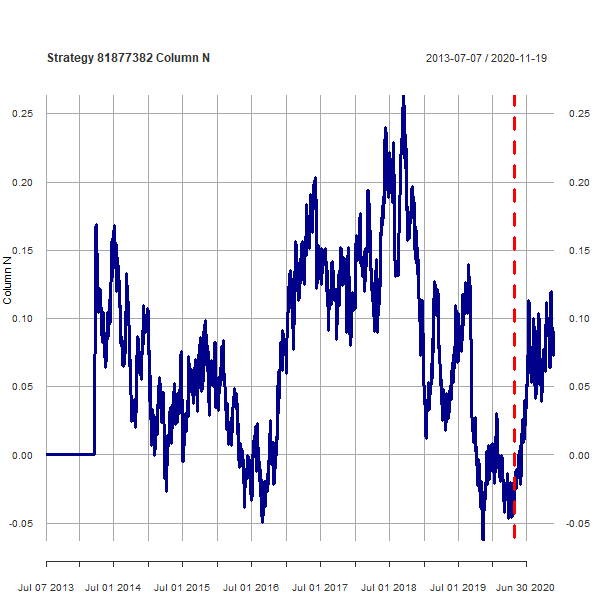 Strategy 81877382 Column N
2013-07-07 / 2020-11-19
Column N
0.25
0.20
0.15
0.10
0.05
0.00
-0.05
0.25
0.20
0.15
0.10
0.05
0.00
-0.05
Jul 07 2013
Jul 01 2014
Jul 01 2015
Jul 01 2016
Jul 01 2017
Jul 01 2018
Jul 01 2019
Jun 30 2020